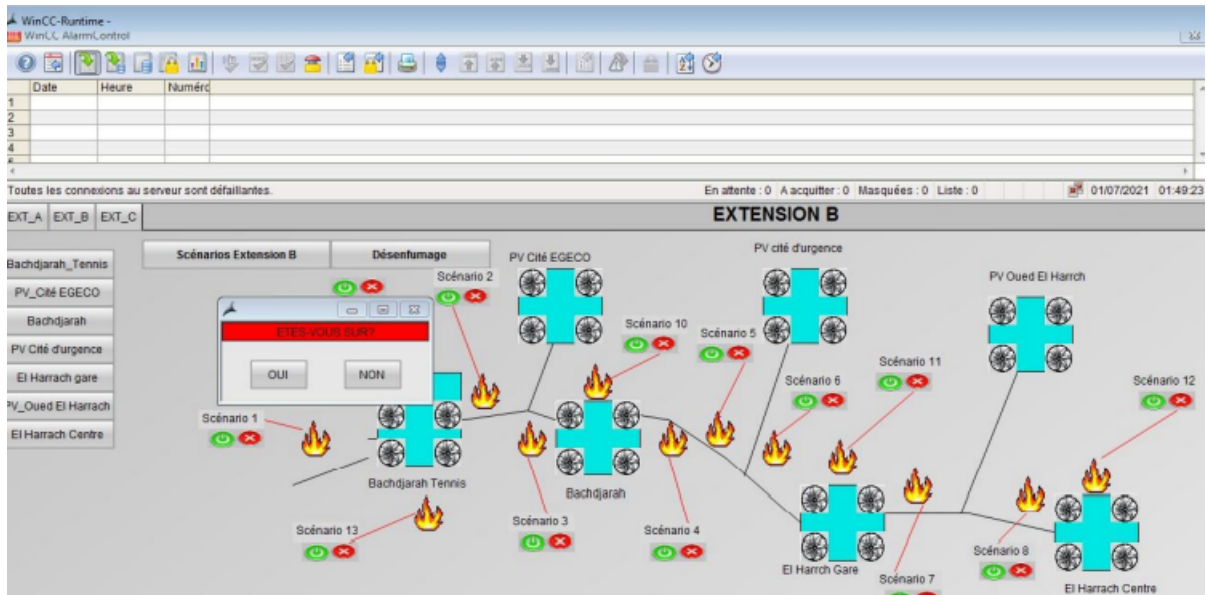 WinCC-Runtime -
WinCC AlarmControl
Date Heure Numéro
1
2
3
4
Toutes les connexions au serveur sont défaillantes.
En attente : 0 A acquitter : 0 Masquées : 0 Liste : 0 01/07/2021 01:49:23
EXT_A EXT_B EXT_C
EXTENSION B
Bachdjarah_Tennis
PV_Cité EGECO
Bachdjarah
PV Cité d'urgence
El Harrach gare
PV_Oued El Harrach
El Harrach Centre
Scénarios Extension B
Désenfumage
ETES-VOUS SUR?
OUI NON
Scénario 2
PV Cité EGECO
PV cité d'urgence
PV Oued El Harrch
Scénario 10
Scénario 5
Scénario 11
Scénario 6
Scénario 12
Scénario 1
Bachdjarah Tennis
Bachdjarah
Scénario 13
Scénario 3
Scénario 4
El Harrch Gare
Scénario 7
Scénario 8
El Harrach Centre